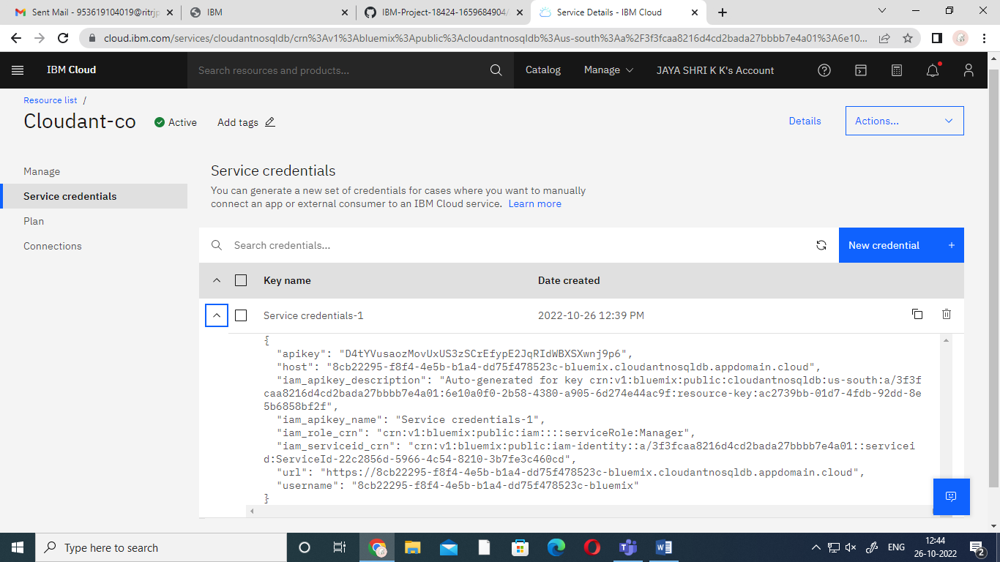 Sent Mail - 953619104019@ritrjp
IBM
IBM-Project-18424-1659684904/
Service Details - IBM Cloud
cloud.ibm.com/services/cloudantnosqldb/crn%3Av1%3Abluemix%3Apublic%3Acloudantnosqldb%3Aus-south%3Aa%2F3f3fcaa8216d4cd2bada27bbbb7e4a01%3A6e10...
IBM Cloud
Search resources and products...
Catalog
Manage
JAYA SHRI K K's Account
Resource list /
Cloudant-co
Active
Add tags
Details
Actions...
Manage
Service credentials
Plan
Connections
Service credentials
You can generate a new set of credentials for cases where you want to manually
connect an app or external consumer to an IBM Cloud service. Learn more
Search credentials...
New credential +
Key name
Date created
Service credentials-1
2022-10-26 12:39 PM
{
"apikey": "D4tYVusaozMovUxUS3zSCrEfypE2JqRIdWBXSXwnj9p6",
"host": "8cb22295-f8f4-4e5b-b1a4-dd75f478523c-bluemix.cloudantnosqldb.appdomain.cloud",
"iam_apikey_description": "Auto-generated for key crn:v1:bluemix:public:cloudantnosqldb:us-south:a/3f3f
caa8216d4cd2bada27bbbb7e4a01:6e10a0f0-2b58-4380-a905-6d274e44ac9f:resource-key:ac2739bb-01d7-4fdb-92dd-8e
5b6858bf2f",
"iam_apikey_name": "Service credentials-1",
"iam_role_crn": "crn:v1:bluemix:public:iam::::serviceRole:Manager",
"iam_serviceid_crn": "crn:v1:bluemix:public:iam-identity::a/3f3fcaa8216d4cd2bada27bbbb7e4a01::servicei
d:ServiceId-22c2856d-5966-4c54-8210-3b7fe3c460cd",
"url": "https://8cb22295-f8f4-4e5b-b1a4-dd75f478523c-bluemix.cloudantnosqldb.appdomain.cloud",
"username": "8cb22295-f8f4-4e5b-b1a4-dd75f478523c-bluemix"
}
Type here to search
ENG
12:44
26-10-2022
2